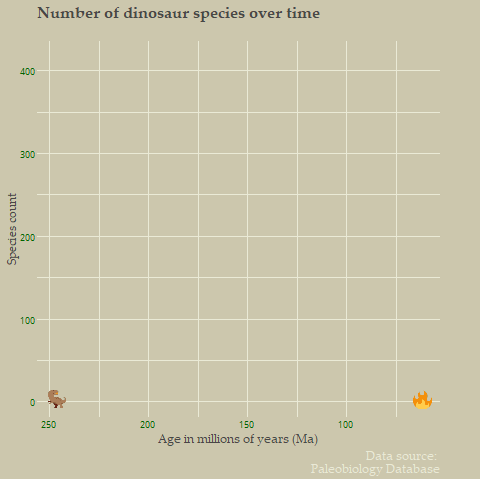 Number of dinosaur species over time
Species count
400
300
200
100
0
250
200
150
100
Age in millions of years (Ma)
Data source:
Paleobiology Database